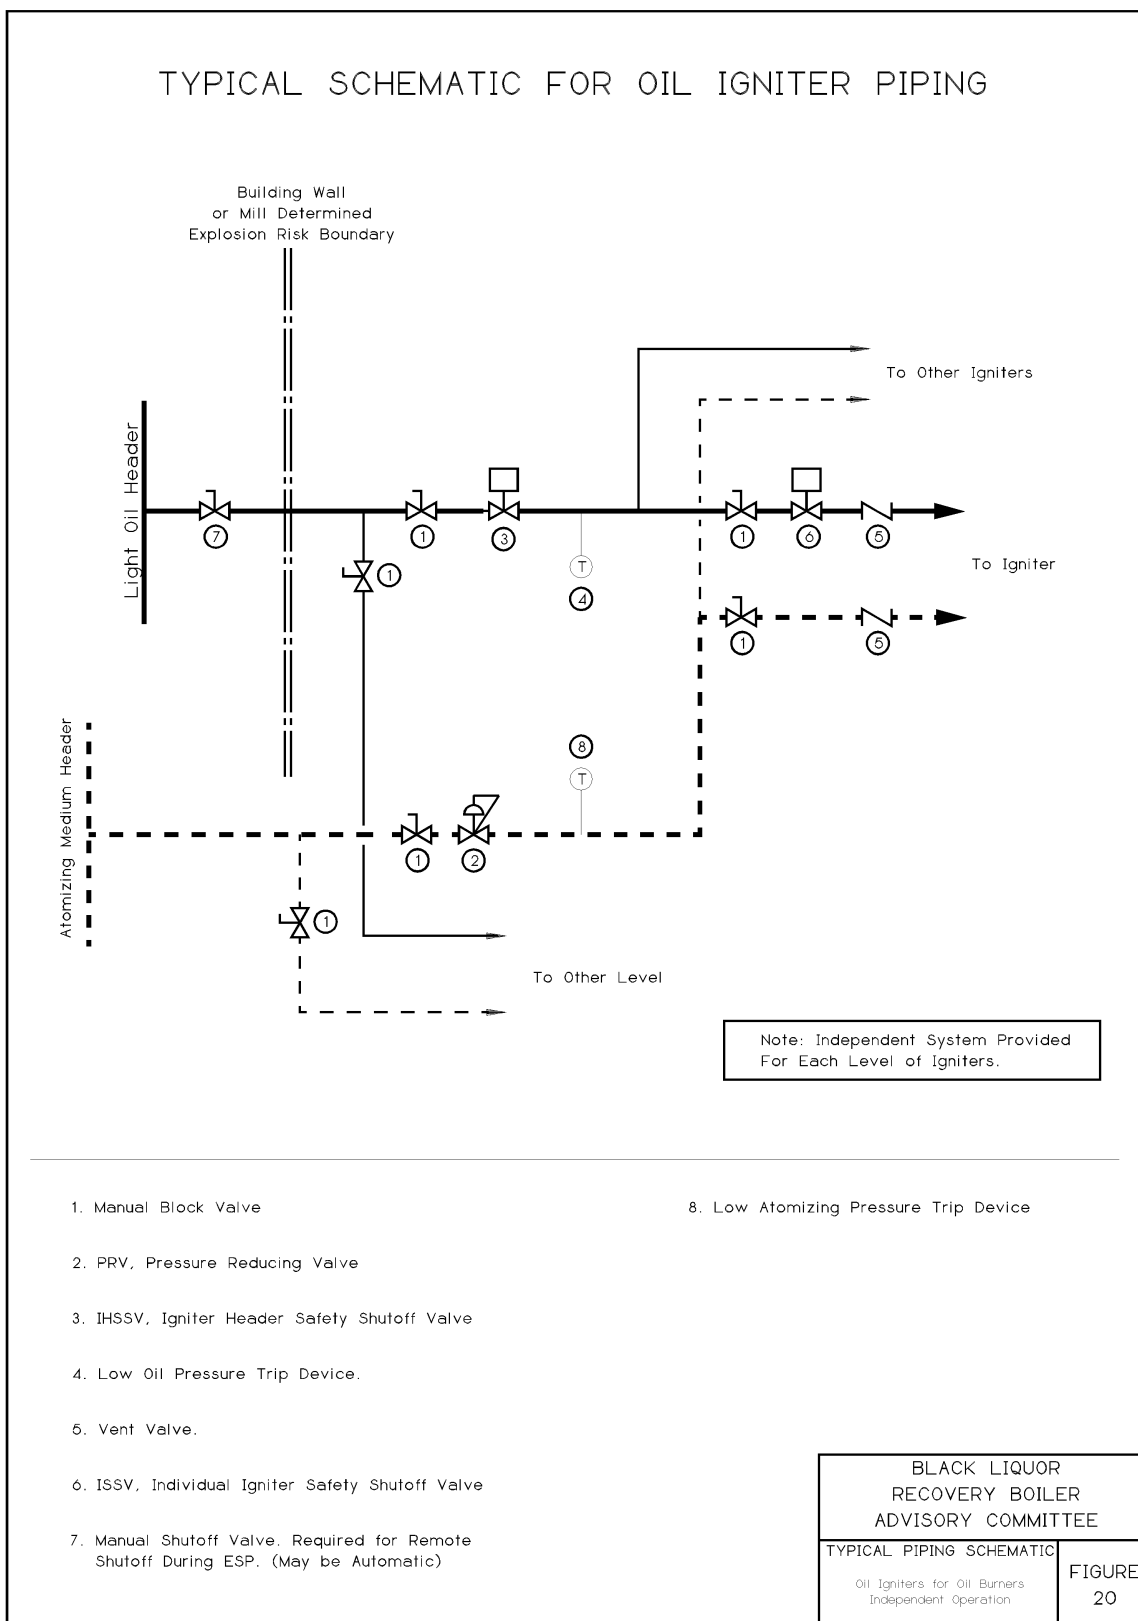 TYPICAL SCHEMATIC FOR OIL IGNITER PIPING
Building Wall
or Mill Determined
Explosion Risk Boundary
To Other Igniters
Light Oil Header
7
1
3
1
6
5
1
4
To Igniter
1
5
Atomizing Medium Header
8
T
T
1
2
1
To Other Level
Note: Independent System Provided
For Each Level of Igniters.
1. Manual Block Valve
2. PRV, Pressure Reducing Valve
3. IHSSV, Igniter Header Safety Shutoff Valve
4. Low Oil Pressure Trip Device.
5. Vent Valve.
6. ISSV, Individual Igniter Safety Shutoff Valve
7. Manual Shutoff Valve. Required for Remote
Shutoff During ESP. (May be Automatic)
8. Low Atomizing Pressure Trip Device
BLACK LIQUOR
RECOVERY BOILER
ADVISORY COMMITTEE
TYPICAL PIPING SCHEMATIC
Oil Igniters for Oil Burners
Independent Operation
FIGURE
20